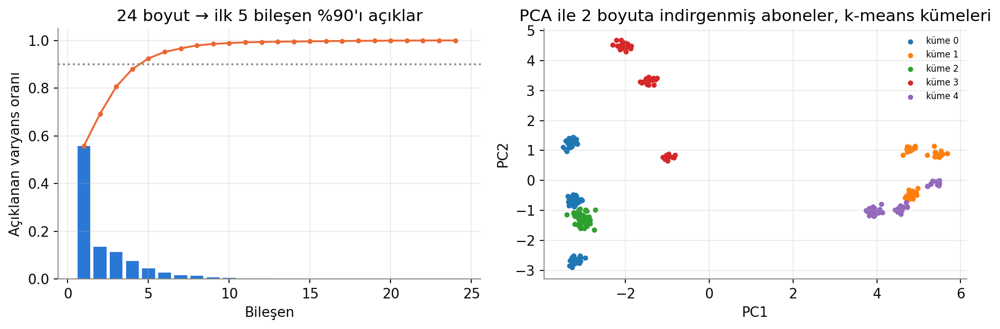 24 boyut → ilk 5 bileşen %90'ı açıklar
Açıklanan varyans oranı
1.0
0.8
0.6
0.4
0.2
0.0
0 5 10 15 20 25
Bileşen
PCA ile 2 boyuta indirgenmiş aboneler, k-means kümeleri
PC2
5
4
3
2
1
0
−1
−2
−3
küme 0
küme 1
küme 2
küme 3
küme 4
−2 0 2 4 6
PC1